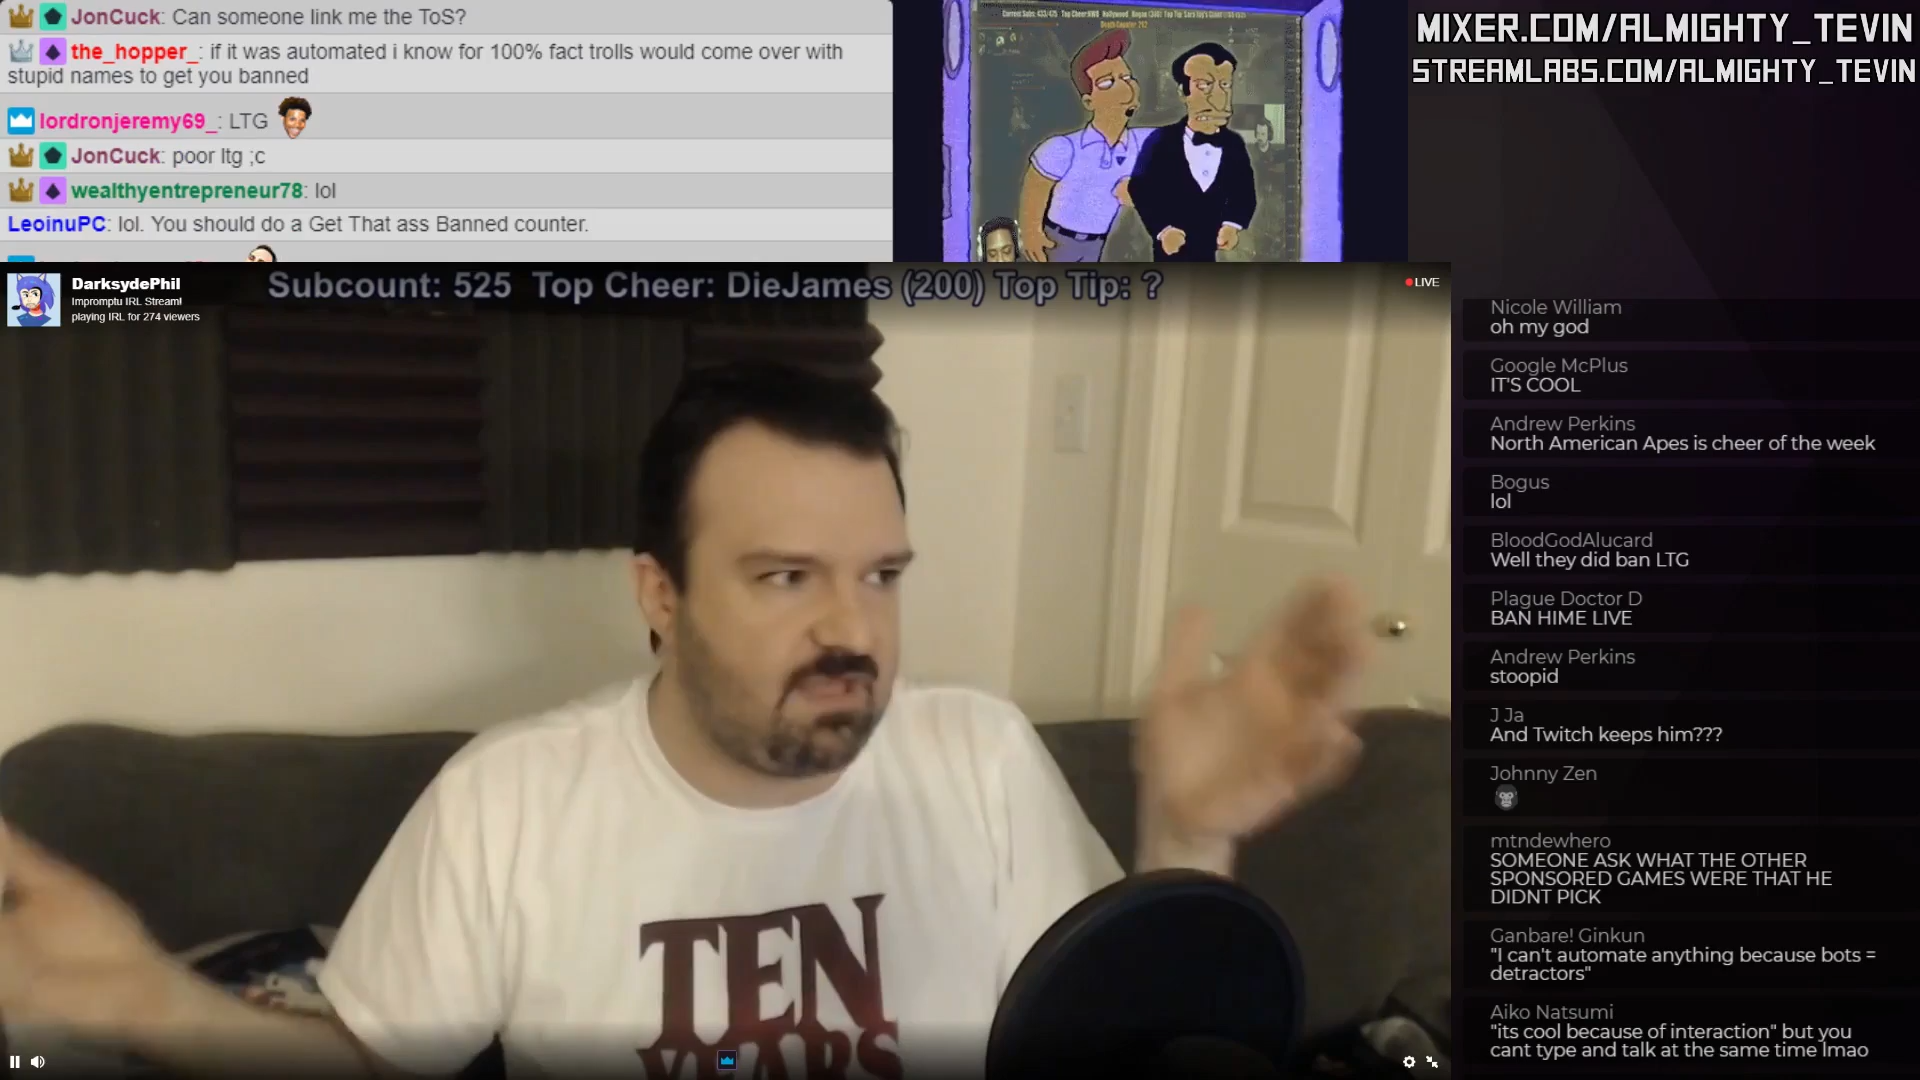 JonCuck: Can someone link me the ToS?
the_hopper_: if it was automated i know for 100% fact trolls would come over with
stupid names to get you banned
lordronjeremy69_: LTG
JonCuck: poor ltg ;c
wealthyentrepreneur78: lol
LeoinuPC: lol. You should do a Get That ass Banned counter.
MIXER.COM/ALMIGHTY_TEVIN
STREAMLABS.COM/ALMIGHTY_TEVIN
DarksydePhil
Impromptu IRL Stream!
playing IRL for 274 viewers
Subcount: 525 Top Cheer: DieJames (200) Top Tip: ?
LIVE
TEN
YEARS
Nicole William
oh my god
Google McPlus
IT'S COOL
Andrew Perkins
North American Apes is cheer of the week
Bogus
lol
BloodGodAlucard
Well they did ban LTG
Plague Doctor D
BAN HIME LIVE
Andrew Perkins
stoopid
J Ja
And Twitch keeps him???
Johnny Zen
mtndewhero
SOMEONE ASK WHAT THE OTHER
SPONSORED GAMES WERE THAT HE
DIDNT PICK
Ganbare! Ginkun
"I can't automate anything because bots =
detractors"
Aiko Natsumi
"its cool because of interaction" but you
cant type and talk at the same time lmao